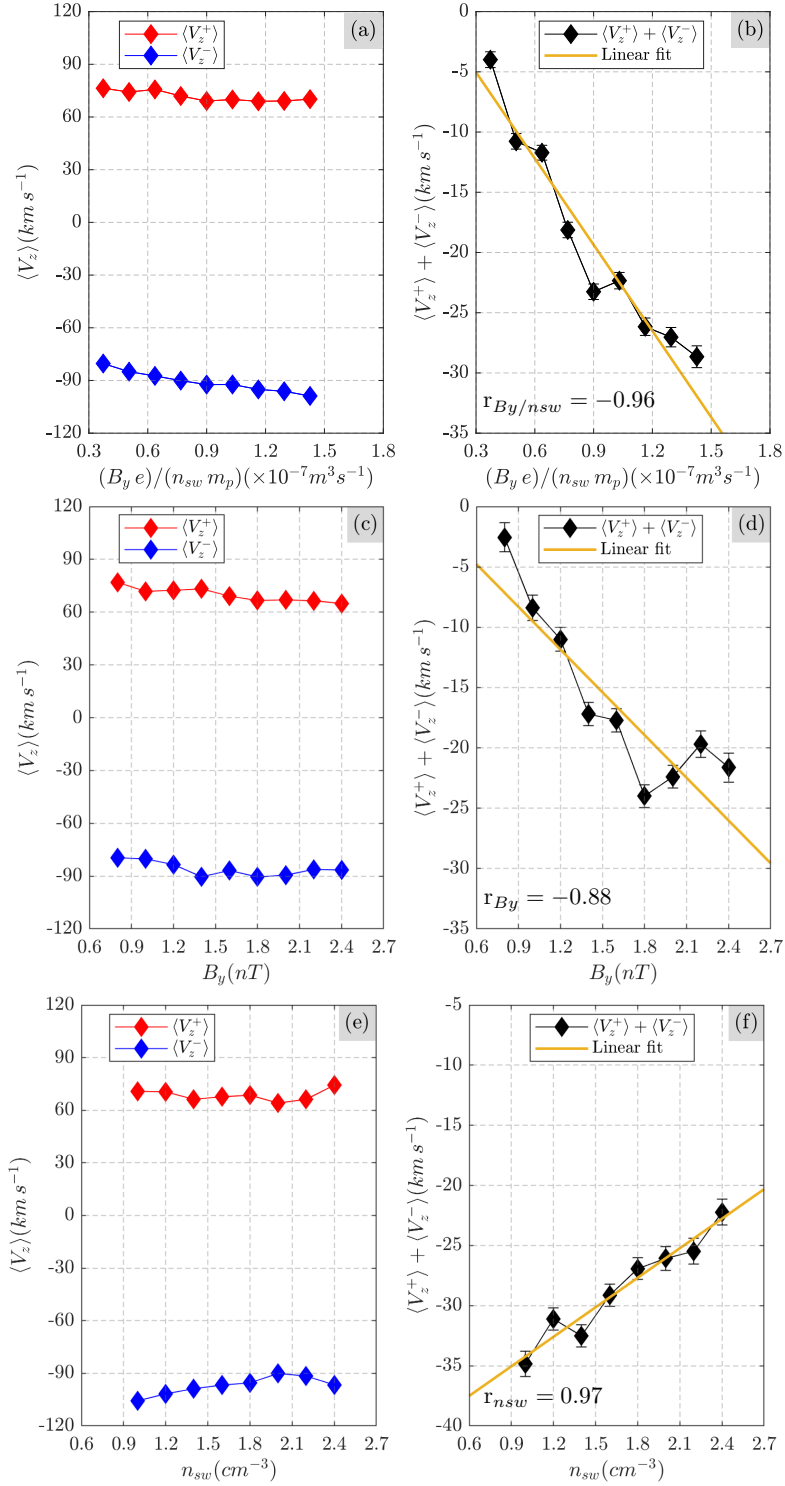 120
90
60
30
0
-30
-60
-90
-120
⟨V_z⟩(km s⁻¹)
⟨V_z⁺⟩
⟨V_z⁻⟩
(a)
0.3 0.6 0.9 1.2 1.5 1.8
(B_y e)/(n_sw m_p)(×10⁻⁷m³s⁻¹)
0
-5
-10
-15
-20
-25
-30
-35
⟨V_z⁺⟩ + ⟨V_z⁻⟩(km s⁻¹)
⟨V_z⁺⟩ + ⟨V_z⁻⟩
Linear fit
(b)
r_By/nsw = −0.96
0.3 0.6 0.9 1.2 1.5 1.8
(B_y e)/(n_sw m_p)(×10⁻⁷m³s⁻¹)
120
90
60
30
0
-30
-60
-90
-120
⟨V_z⟩(km s⁻¹)
⟨V_z⁺⟩
⟨V_z⁻⟩
(c)
0.6 0.9 1.2 1.5 1.8 2.1 2.4 2.7
B_y(nT)
0
-5
-10
-15
-20
-25
-30
-35
⟨V_z⁺⟩ + ⟨V_z⁻⟩(km s⁻¹)
⟨V_z⁺⟩ + ⟨V_z⁻⟩
Linear fit
(d)
r_By = −0.88
0.6 0.9 1.2 1.5 1.8 2.1 2.4 2.7
B_y(nT)
120
90
60
30
0
-30
-60
-90
-120
⟨V_z⟩(km s⁻¹)
⟨V_z⁺⟩
⟨V_z⁻⟩
(e)
0.6 0.9 1.2 1.5 1.8 2.1 2.4 2.7
n_sw(cm⁻³)
-5
-10
-15
-20
-25
-30
-35
-40
⟨V_z⁺⟩ + ⟨V_z⁻⟩(km s⁻¹)
⟨V_z⁺⟩ + ⟨V_z⁻⟩
Linear fit
(f)
r_nsw = 0.97
0.6 0.9 1.2 1.5 1.8 2.1 2.4 2.7
n_sw(cm⁻³)